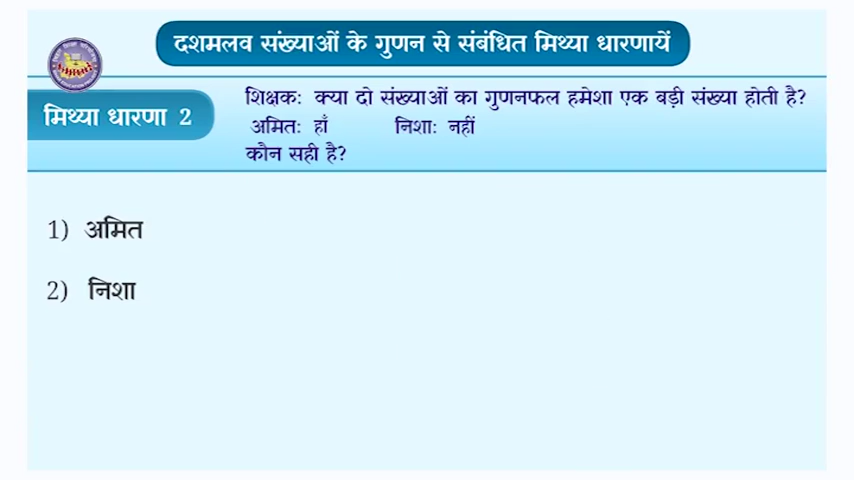 दशमलव संख्याओं के गुणन से संबंधित मिथ्या धारणायें
मिथ्या धारणा 2
शिक्षक: क्या दो संख्याओं का गुणनफल हमेशा एक बड़ी संख्या होती है?
अमित: हाँ निशा: नहीं
कौन सही है?
1) अमित
2) निशा